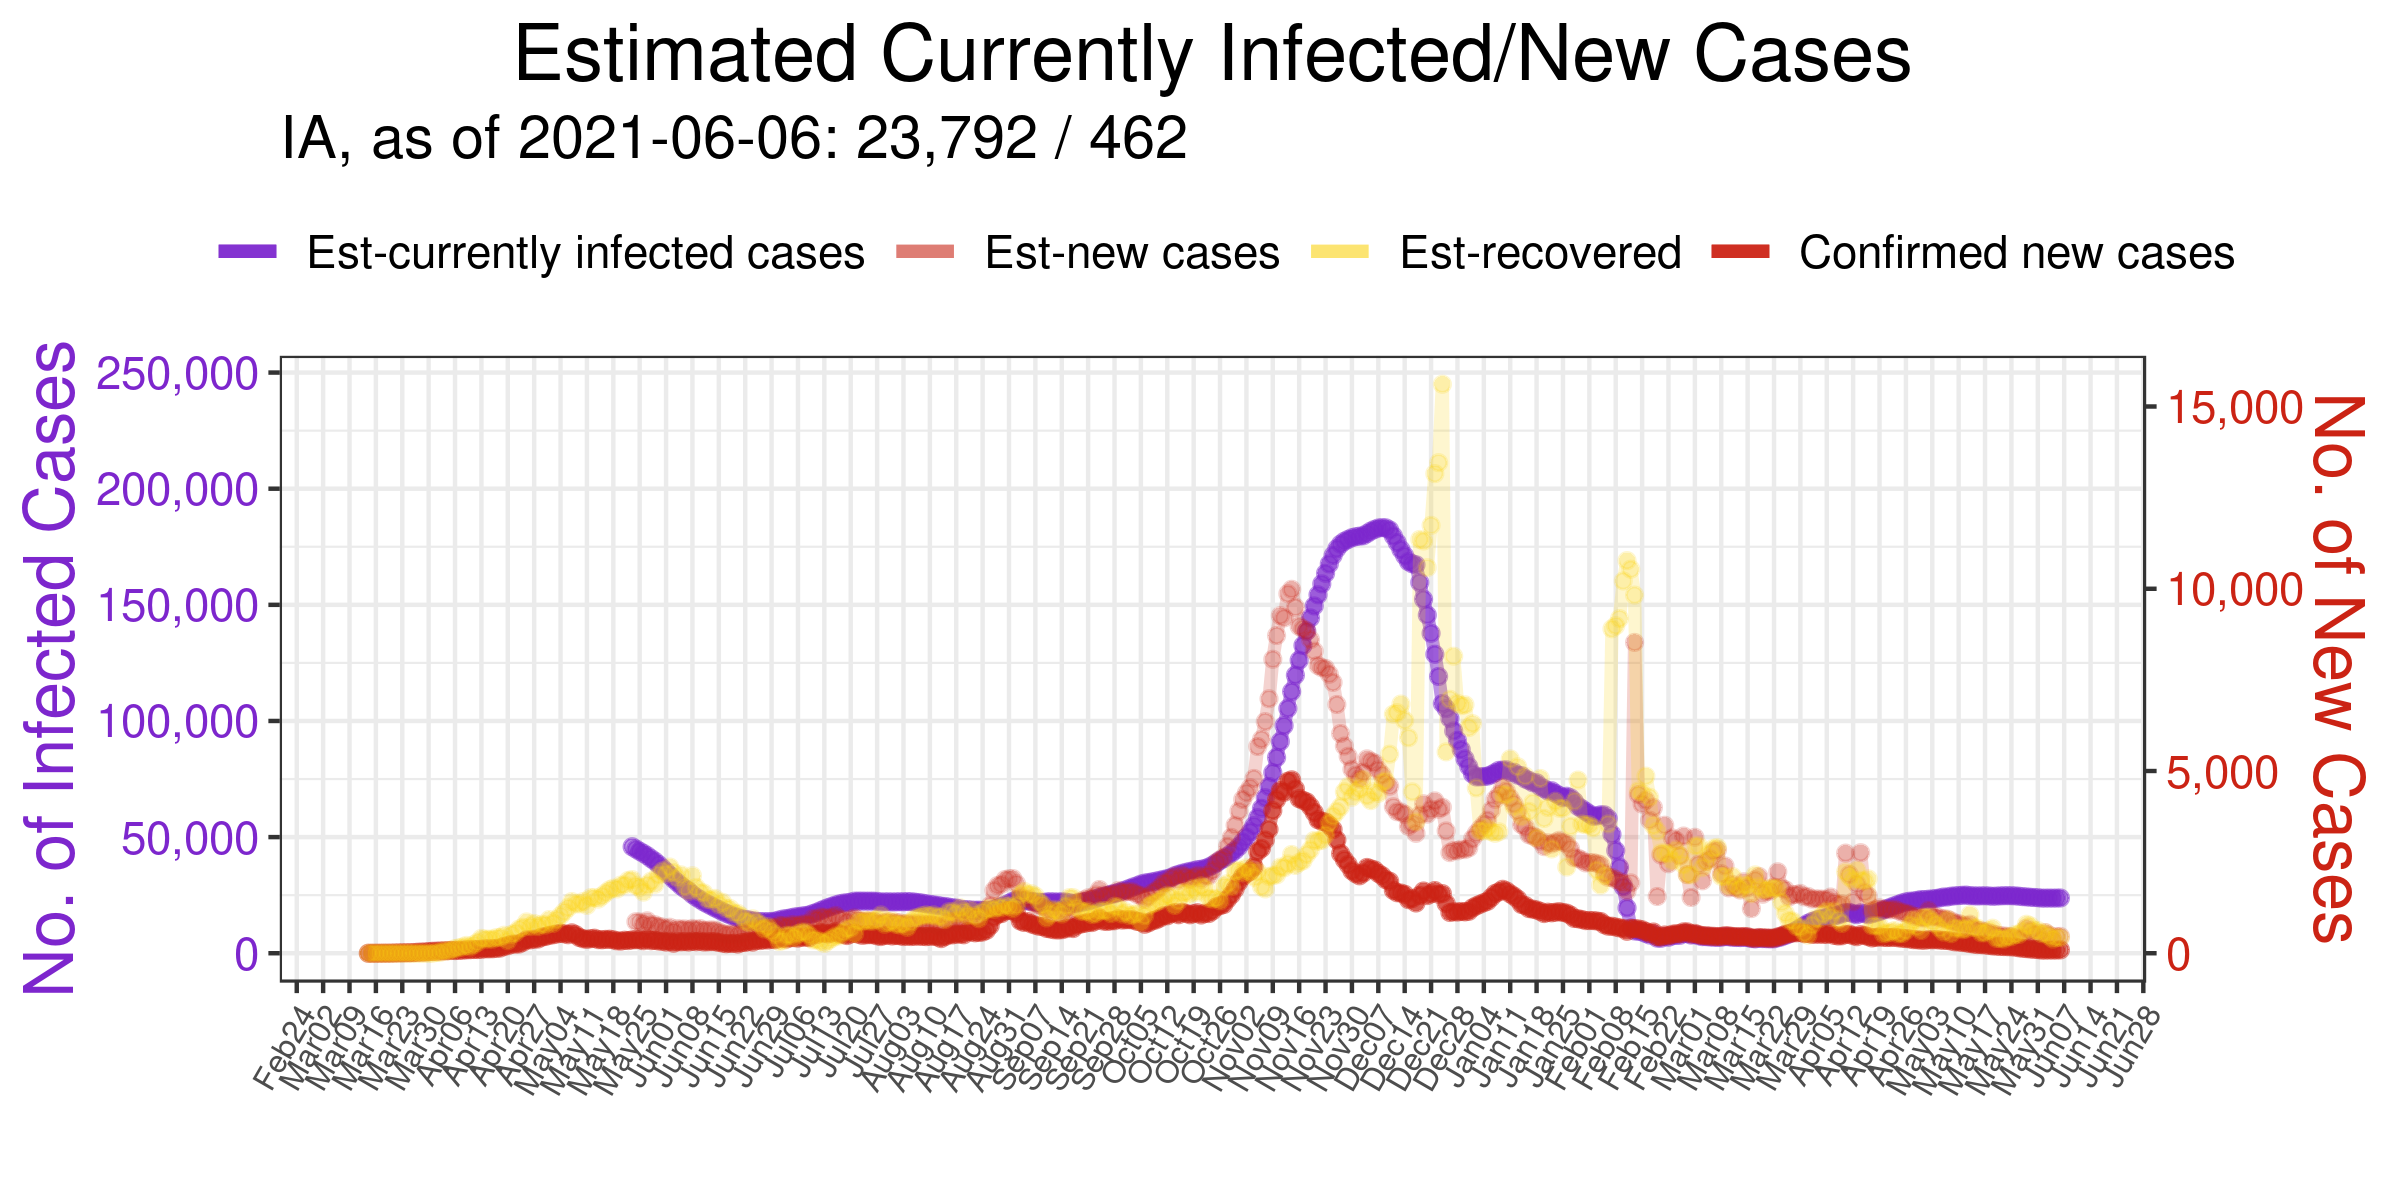 Estimated Currently Infected/New Cases
IA, as of 2021-06-06: 23,792 / 462
Est-currently infected cases Est-new cases Est-recovered Confirmed new cases
No. of Infected Cases
250,000
200,000
150,000
100,000
50,000
0
15,000
10,000
5,000
0
No. of New Cases
Feb24
Mar02
Mar09
Mar16
Mar23
Mar30
Apr06
Apr13
Apr20
Apr27
May04
May11
May18
May25
Jun01
Jun08
Jun15
Jun22
Jun29
Jul06
Jul13
Jul20
Jul27
Aug03
Aug10
Aug17
Aug24
Aug31
Sep07
Sep14
Sep21
Sep28
Oct05
Oct12
Oct19
Oct26
Nov02
Nov09
Nov16
Nov23
Nov30
Dec07
Dec14
Dec21
Dec28
Jan04
Jan11
Jan18
Jan25
Feb01
Feb08
Feb15
Feb22
Mar01
Mar08
Mar15
Mar22
Mar29
Apr05
Apr12
Apr19
Apr26
May03
May10
May17
May24
May31
Jun07
Jun14
Jun21
Jun28